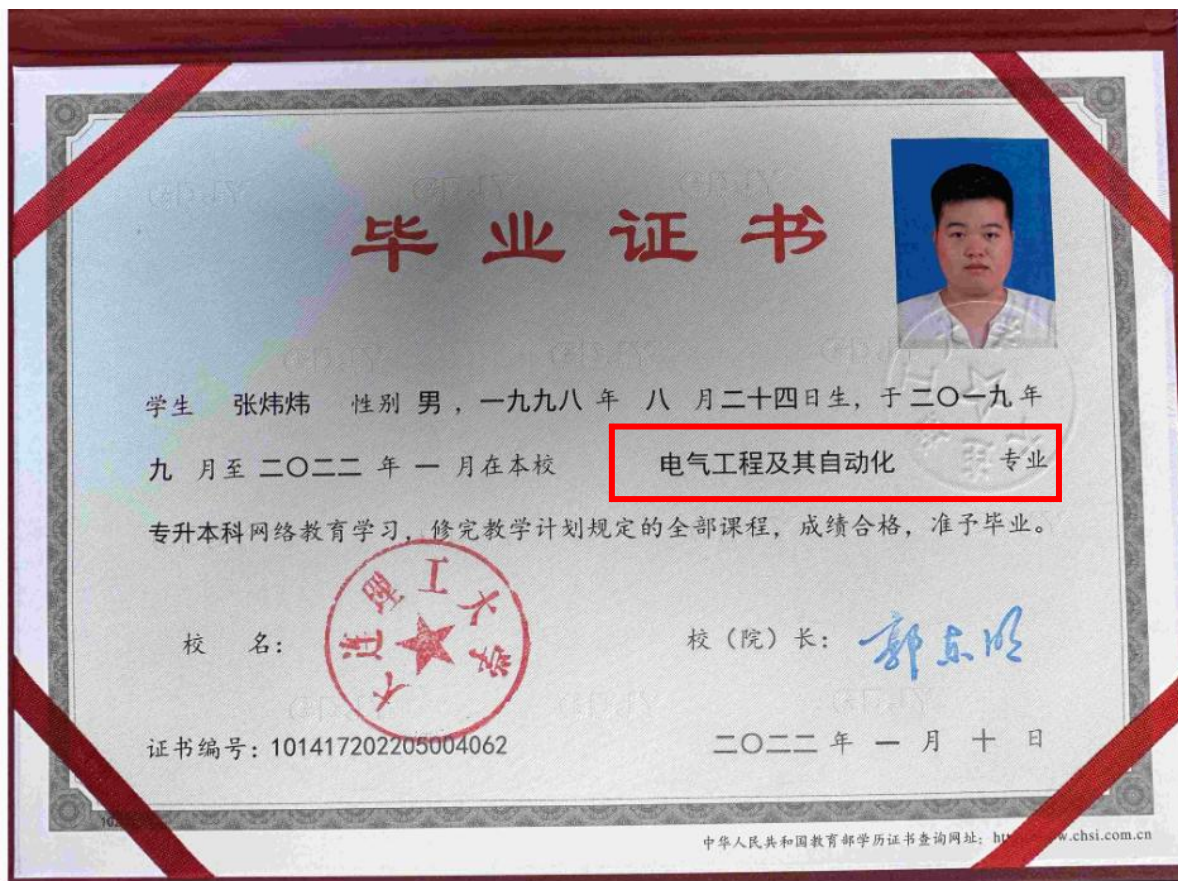 毕业证书
学生 张炜炜 性别 男，一九九八 年 八 月二十四日生，于二〇一九年
九 月至 二〇二二 年 一 月在本校 电气工程及其自动化 专业
专升本科网络教育学习，修完教学计划规定的全部课程，成绩合格，准予毕业。
校 名：
大连理工大学
校（院）长：
郭东明
证书编号：101417202205004062
二〇二二 年 一 月 十 日
中华人民共和国教育部学历证书查询网址：
w.chsi.com.cn